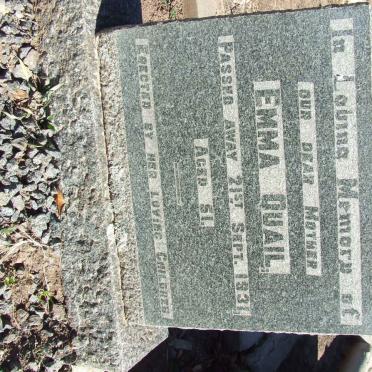 In Loving Memory of
OUR DEAR MOTHER
EMMA QUAIL
PASSED AWAY 21ST SEPT. 1931
AGED 51.
ERECTED BY HER LOVING CHILDREN